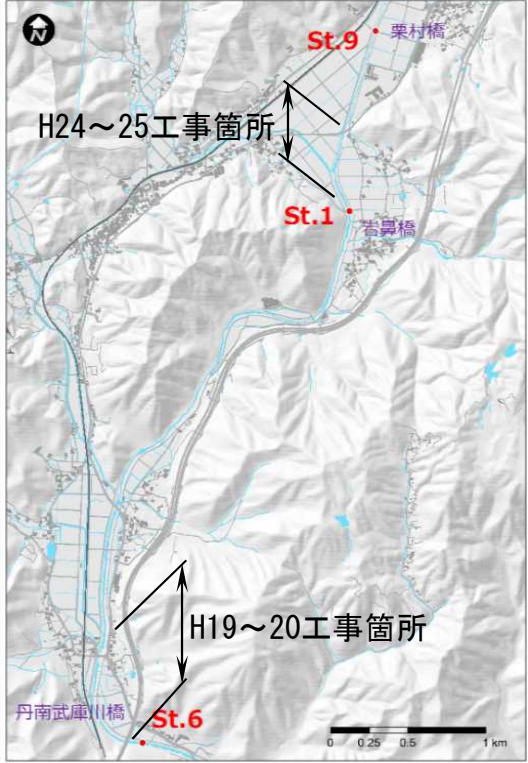 N
St.9
栗村橋
H24～25工事箇所
St.1
岩鼻橋
H19～20工事箇所
丹南武庫川橋
St.6
0 0.25 0.5 1 km